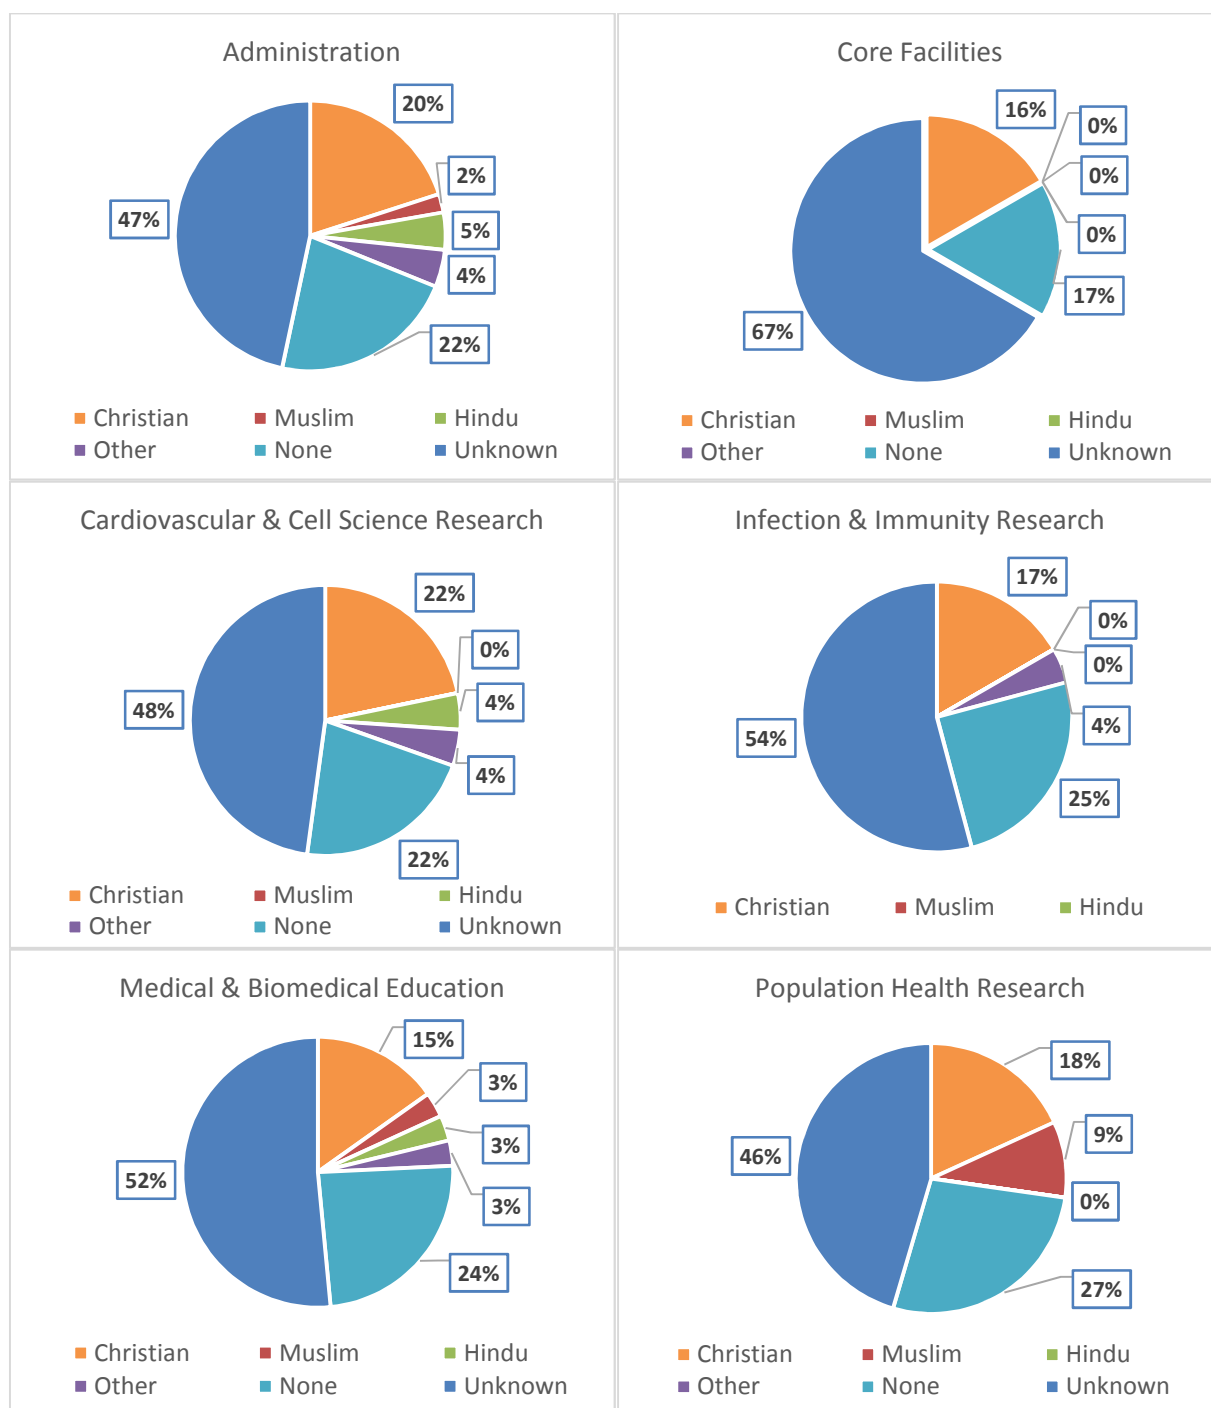 Administration
20%
2%
5%
4%
22%
47%
Christian Muslim Hindu
Other None Unknown
Core Facilities
16%
0%
0%
0%
17%
67%
Christian Muslim Hindu
Other None Unknown
Cardiovascular & Cell Science Research
22%
0%
4%
4%
22%
48%
Christian Muslim Hindu
Other None Unknown
Infection & Immunity Research
17%
0%
0%
4%
25%
54%
Christian Muslim Hindu
Medical & Biomedical Education
15%
3%
3%
3%
24%
52%
Christian Muslim Hindu
Other None Unknown
Population Health Research
18%
9%
0%
27%
46%
Christian Muslim Hindu
Other None Unknown